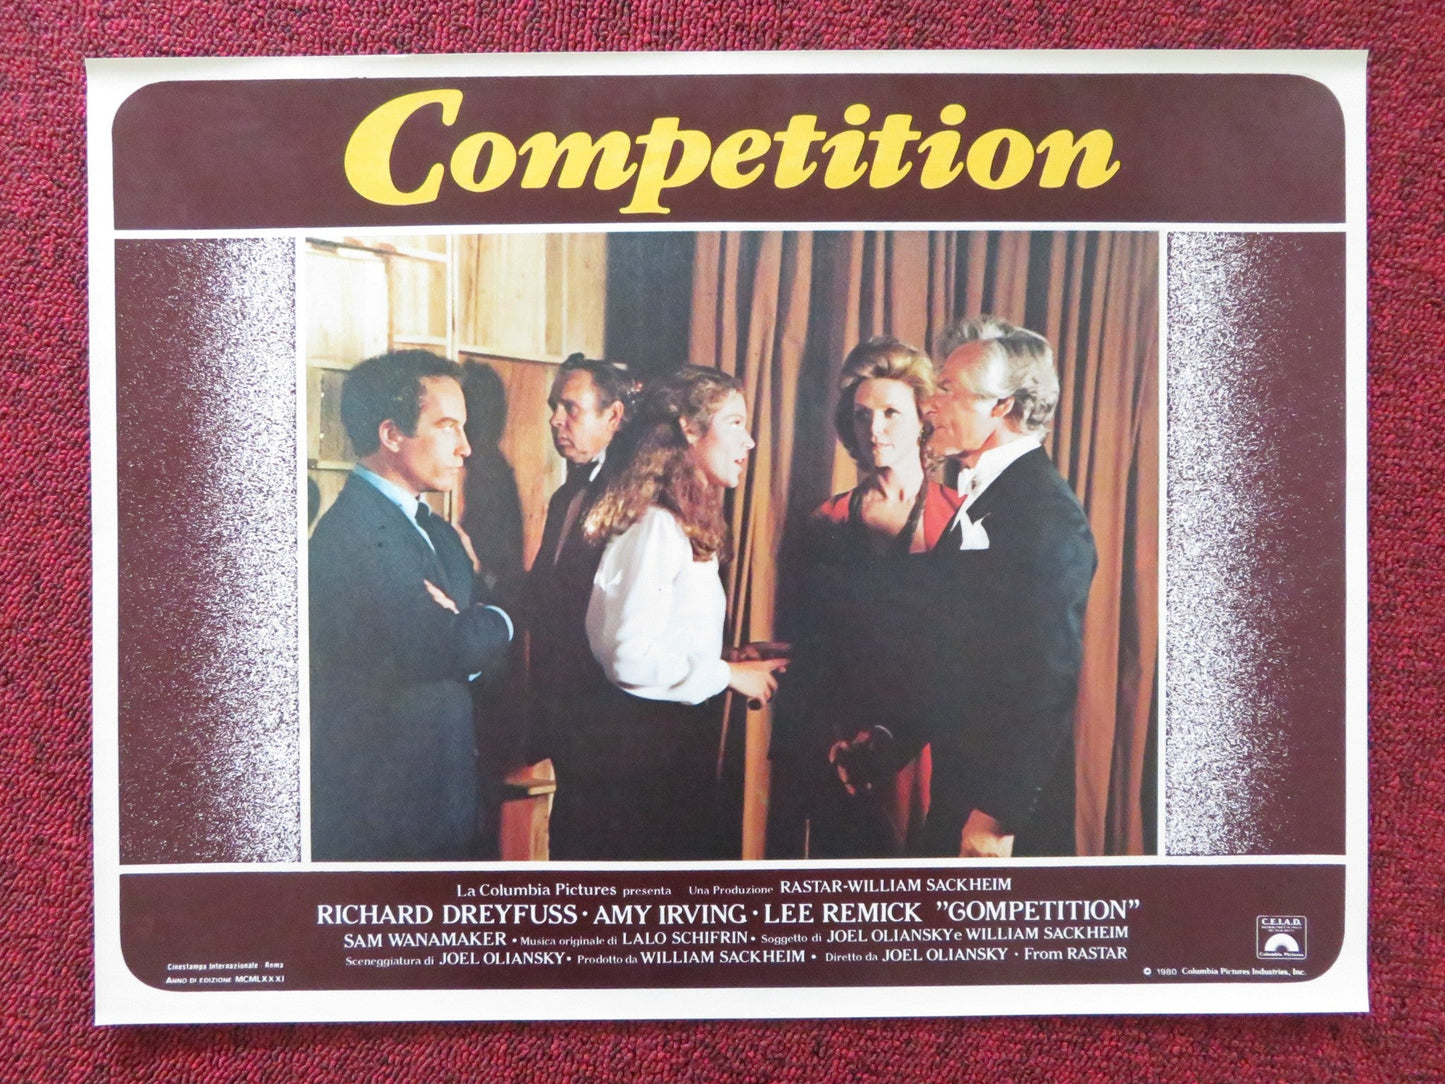 Competition
La Columbia Pictures presenta Una Produzione RASTAR-WILLIAM SACKHEIM
RICHARD DREYFUSS · AMY IRVING · LEE REMICK "COMPETITION"
SAM WANAMAKER • Musica originale di LALO SCHIFRIN • Soggetto di JOEL OLIANSKY e WILLIAM SACKHEIM
Sceneggiatura di JOEL OLIANSKY • Prodotto da WILLIAM SACKHEIM • Diretto da JOEL OLIANSKY · From RASTAR
Cinestampa Internazionale - Roma
ANNO DI EDIZIONE MCMLXXXI
C.E.I.A.D.
Columbia Pictures
© 1980 Columbia Pictures Industries, Inc.